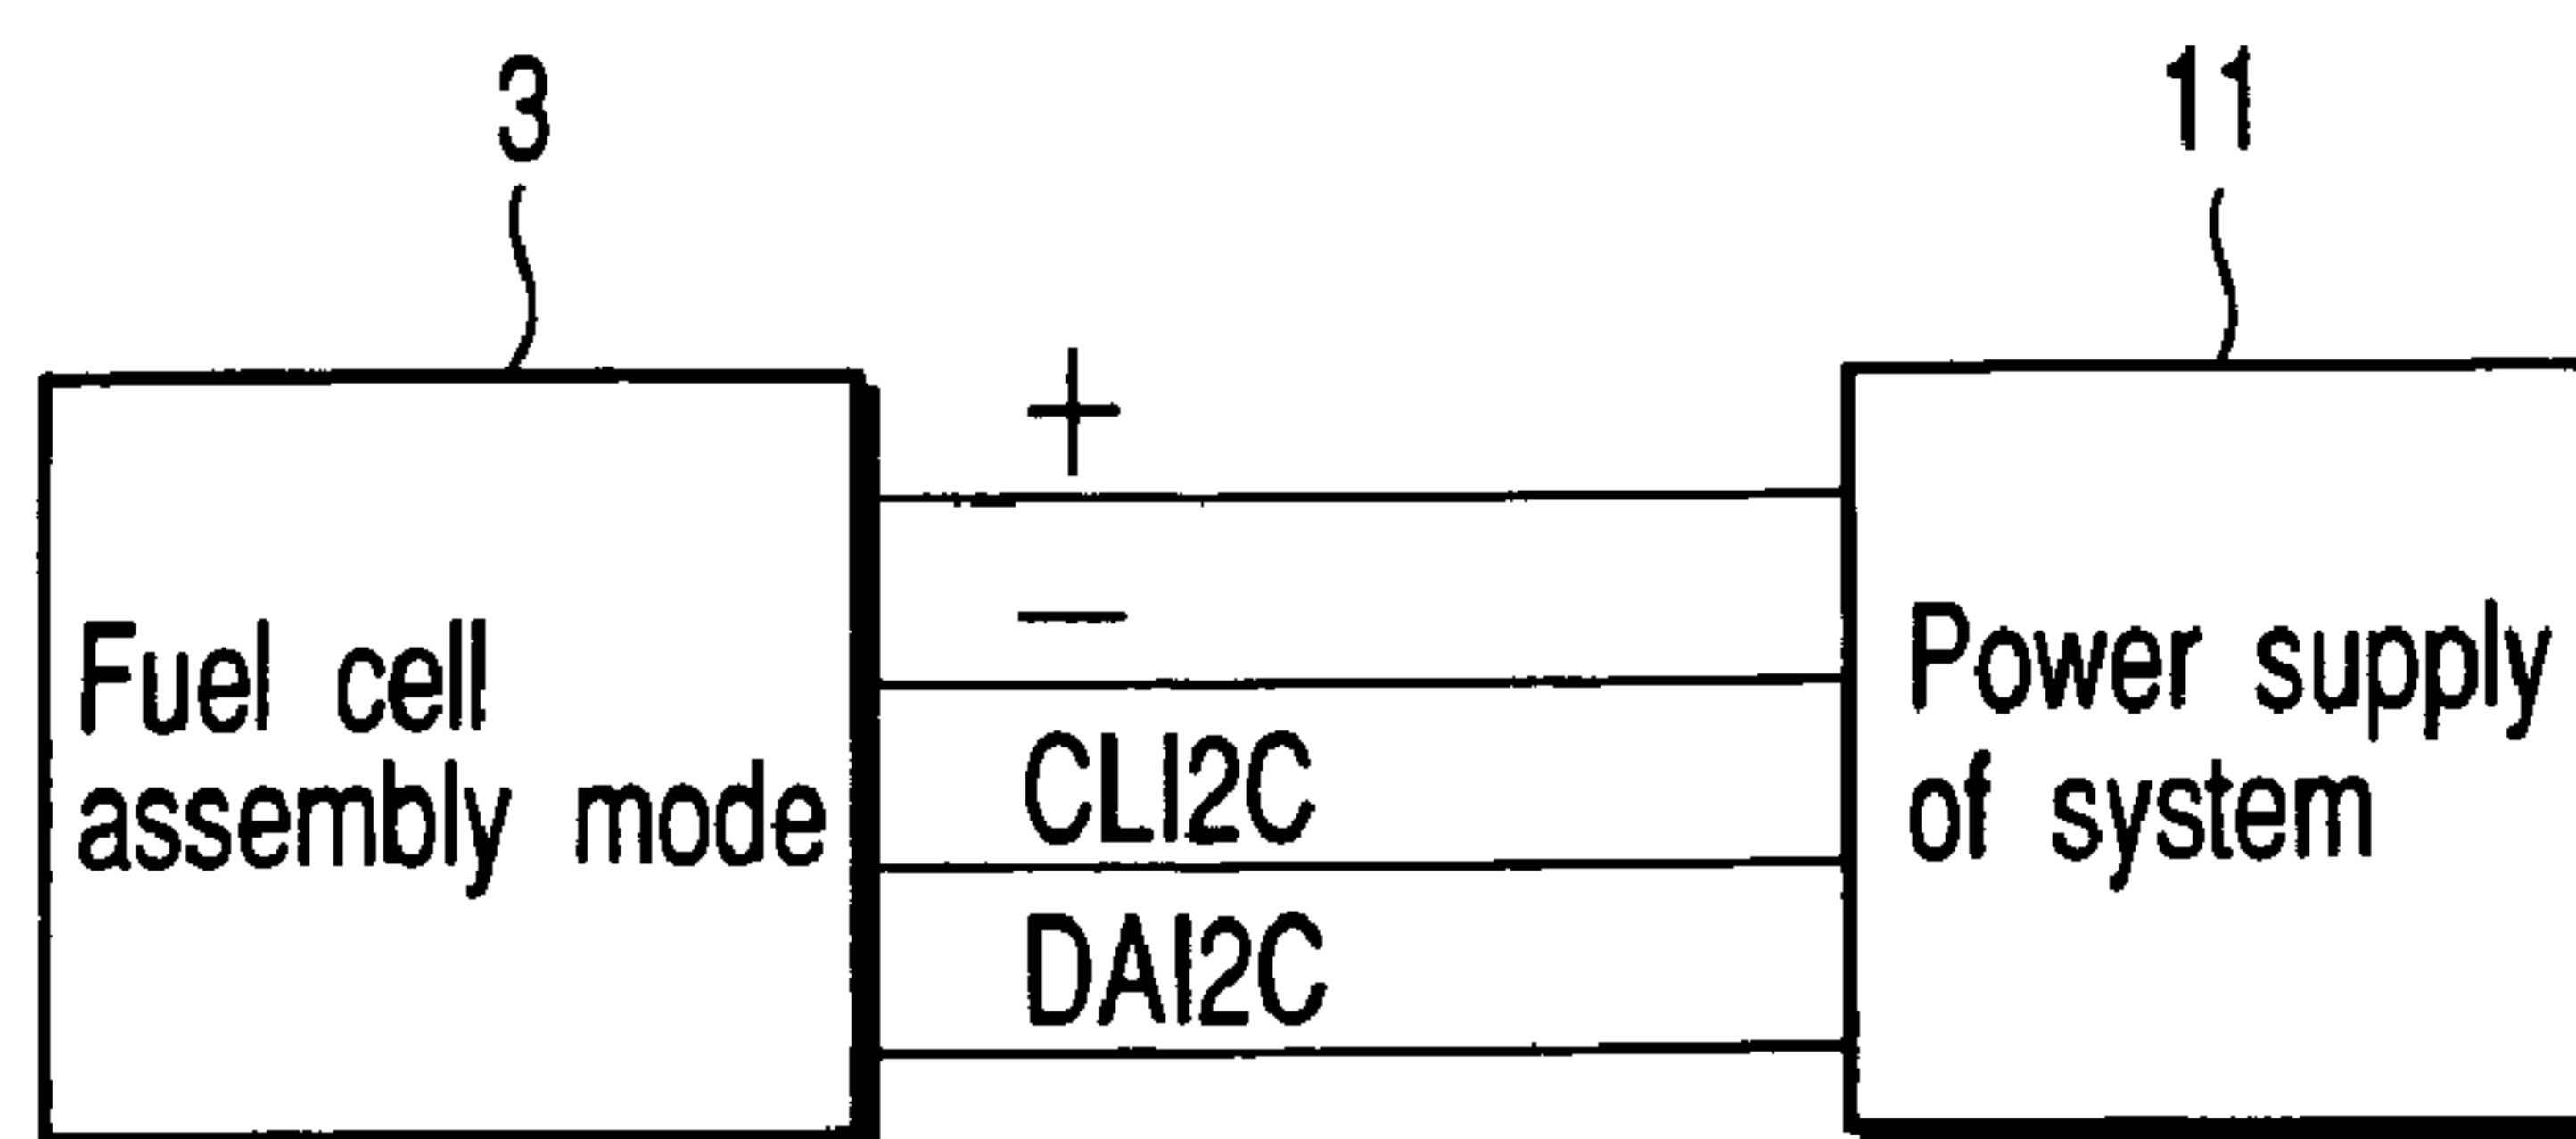 3
11
+
−
Fuel cell
assembly mode
CLI2C
DAI2C
Power supply
of system